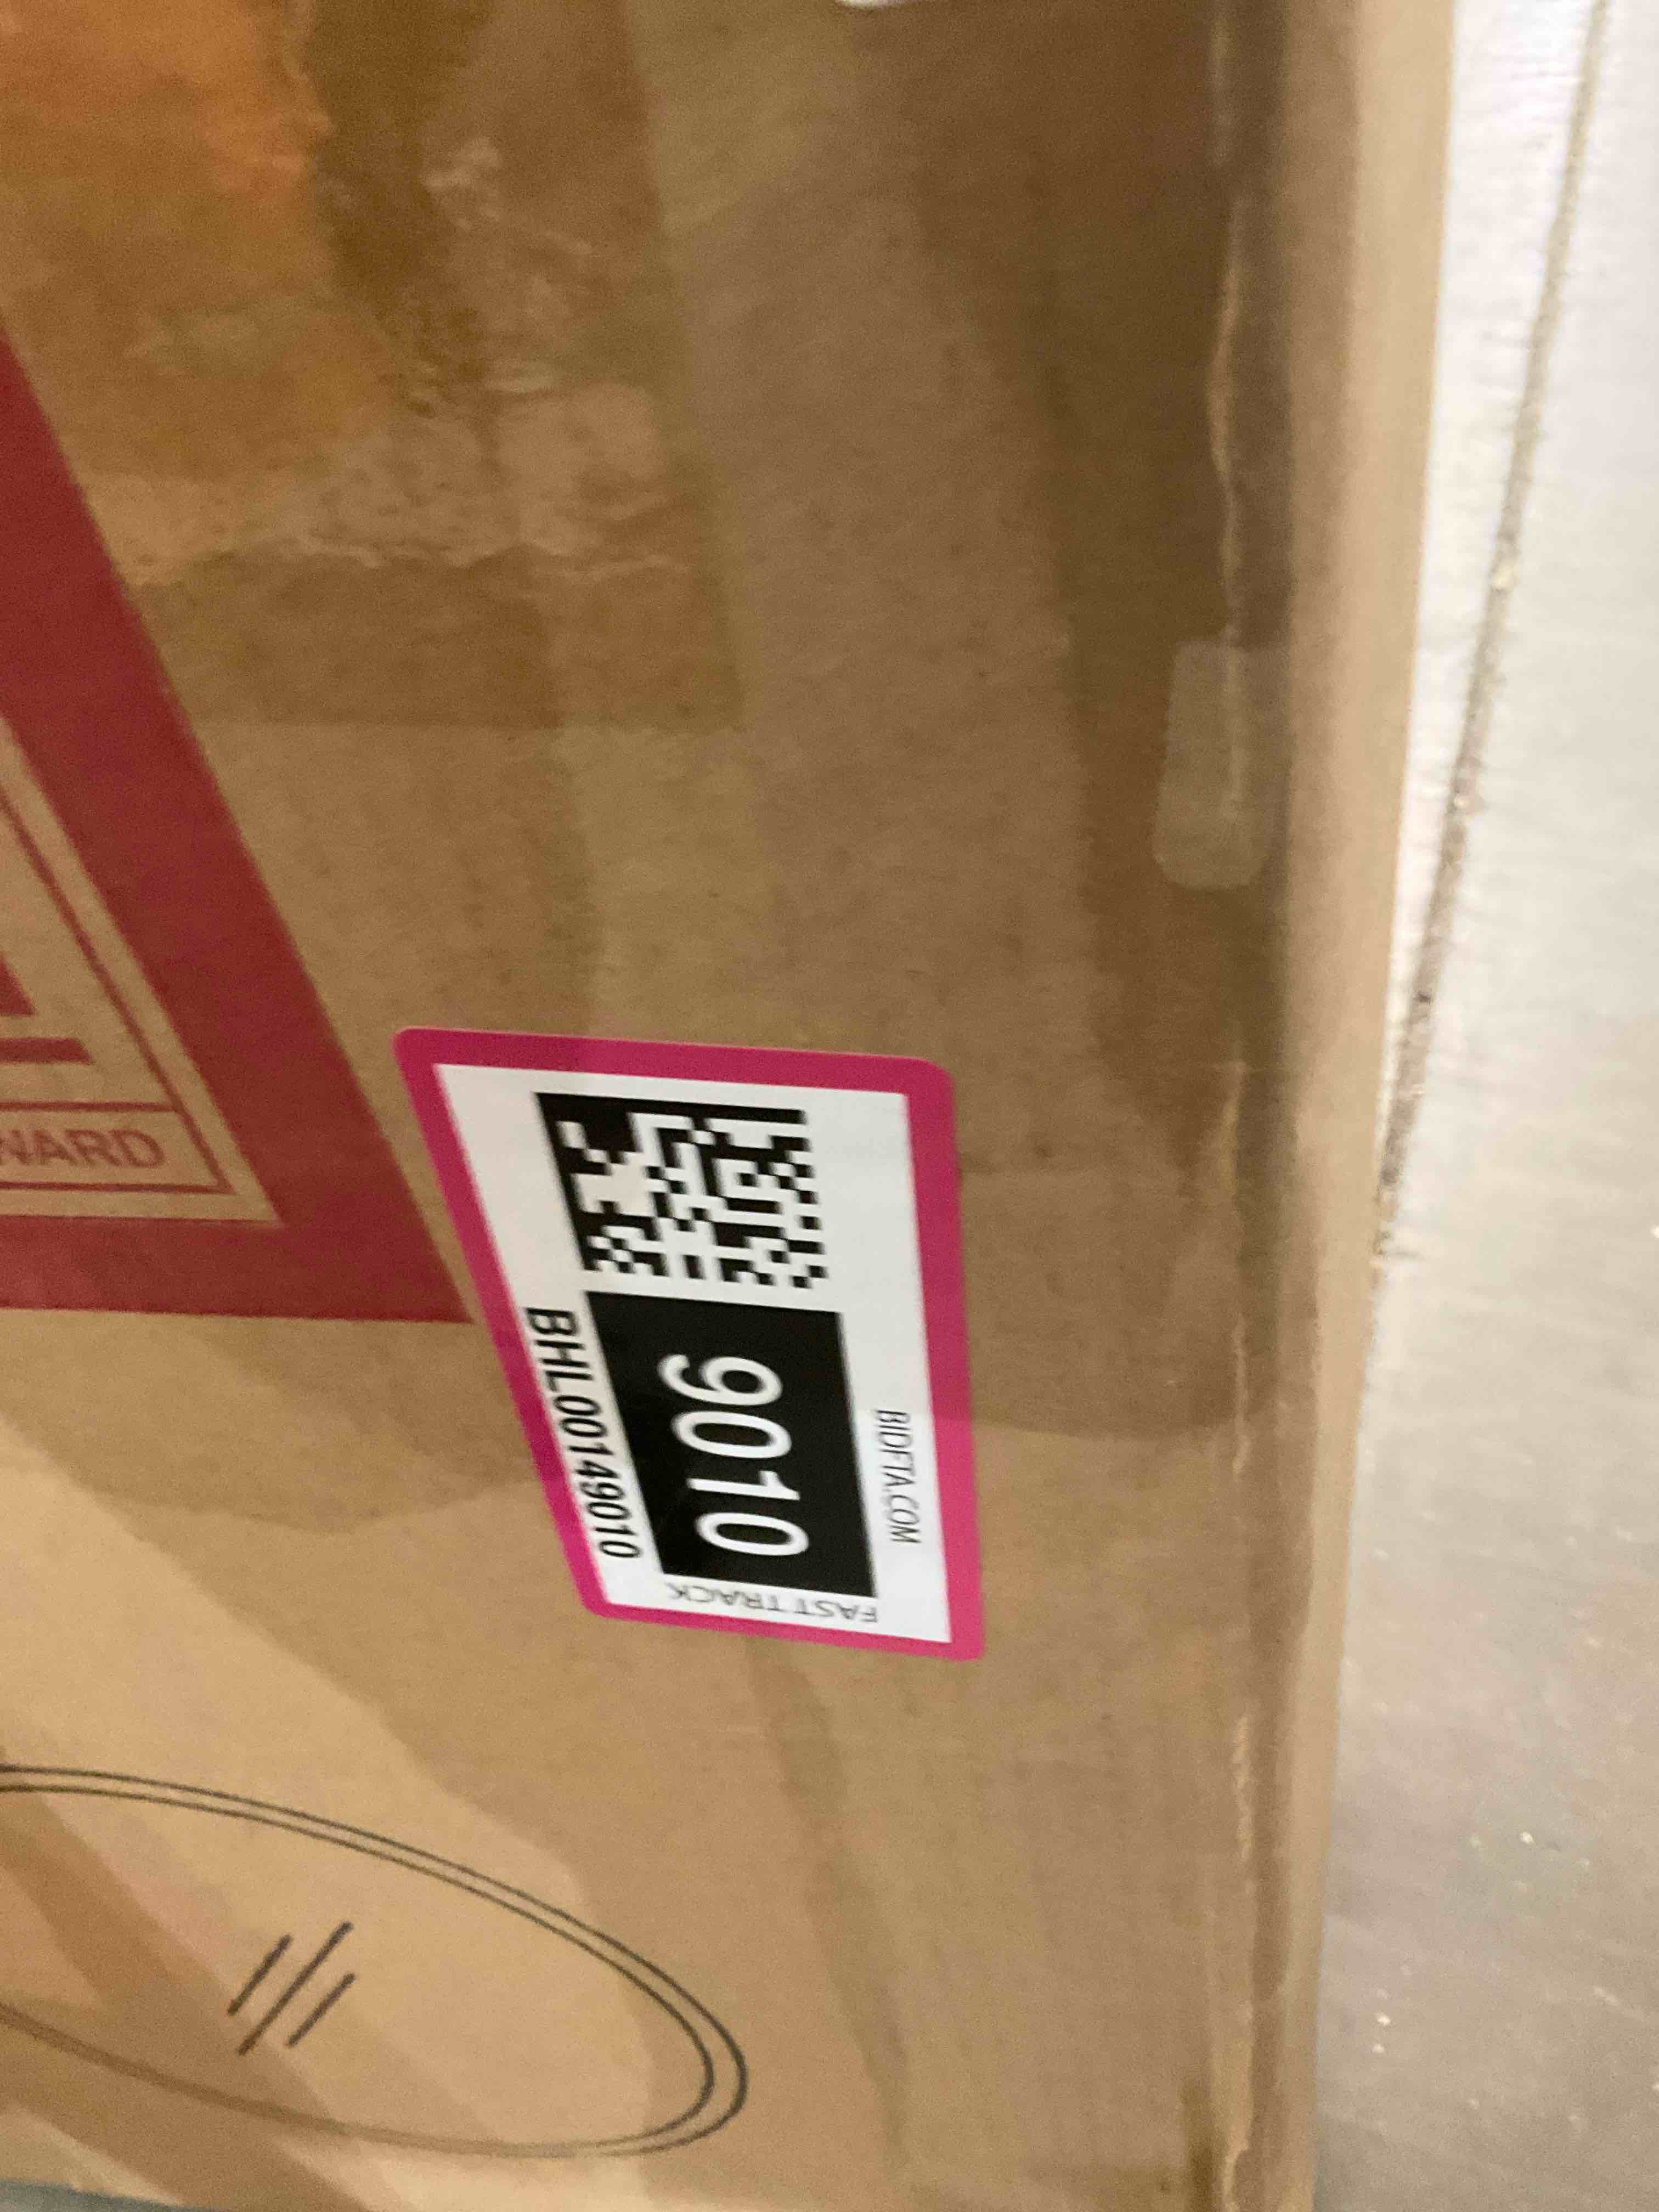 BIDFTA.COM
9010
BHL00149010
FAST TRACK
WARD